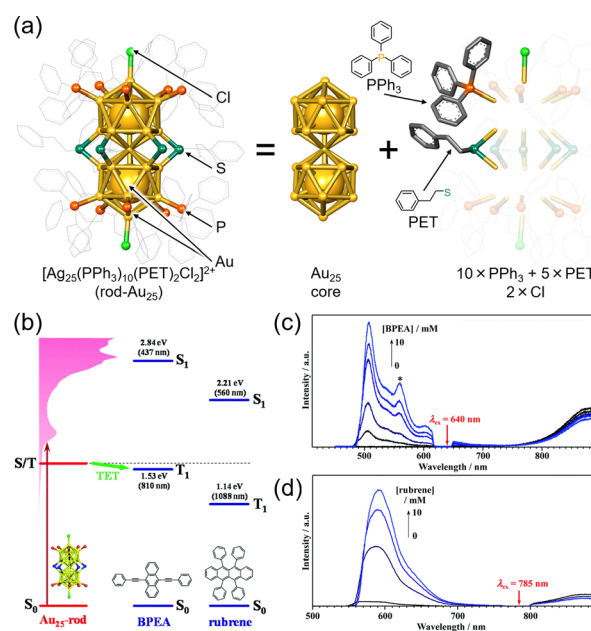 (a)
Cl
S
P
Au
[Ag25(PPh3)10(PET)2Cl2]2+
(rod-Au25)
=
Au25
core
+
P
PPh3
S
PET
10 × PPh3 + 5 × PET
2 × Cl
(b)
2.84 eV
(437 nm)
S1
2.21 eV
(560 nm)
S1
S/T
TET
T1
1.53 eV
(810 nm)
1.14 eV
(1088 nm)
T1
S0
S0
S0
Au25-rod
BPEA
rubrene
(c)
Intensity / a.u.
[BPEA] / mM
10
0
*
λex = 640 nm
500 600 700 800
Wavelength / nm
(d)
Intensity / a.u.
[rubrene]
/ mM
10
0
λex = 785 nm
500 600 700 800
Wavelength / nm